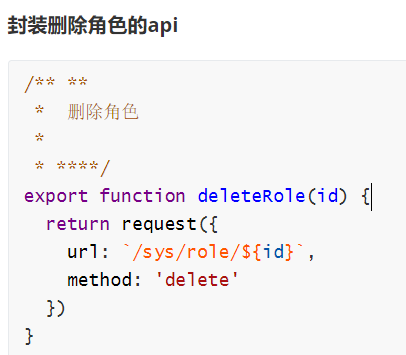 封装删除角色的api
/** **
 *  删除角色
 *
 * ****/
export function deleteRole(id) {
  return request({
    url: `/sys/role/${id}`,
    method: 'delete'
  })
}